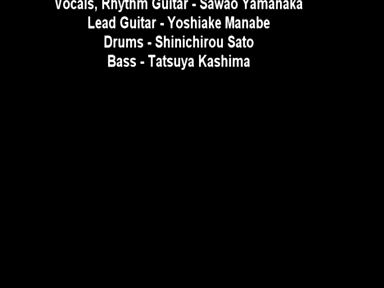 Vocals, Rhythm Guitar - Sawao Yamanaka
Lead Guitar - Yoshiake Manabe
Drums - Shinichirou Sato
Bass - Tatsuya Kashima